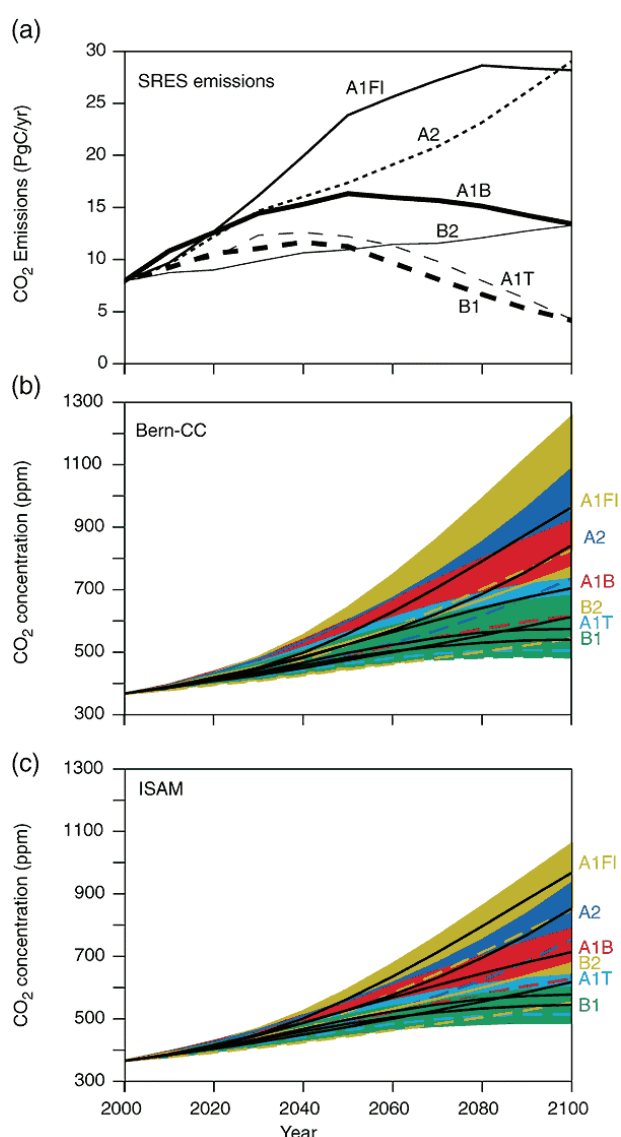 (a)
30
25
20
15
10
5
0
CO2 Emissions (PgC/yr)
SRES emissions
A1FI
A2
A1B
B2
A1T
B1
(b)
1300
1100
900
700
500
300
CO2 concentration (ppm)
Bern-CC
A1FI
A2
A1B
B2
A1T
B1
(c)
1300
1100
900
700
500
300
CO2 concentration (ppm)
ISAM
A1FI
A2
A1B
B2
A1T
B1
2000 2020 2040 2060 2080 2100
Year